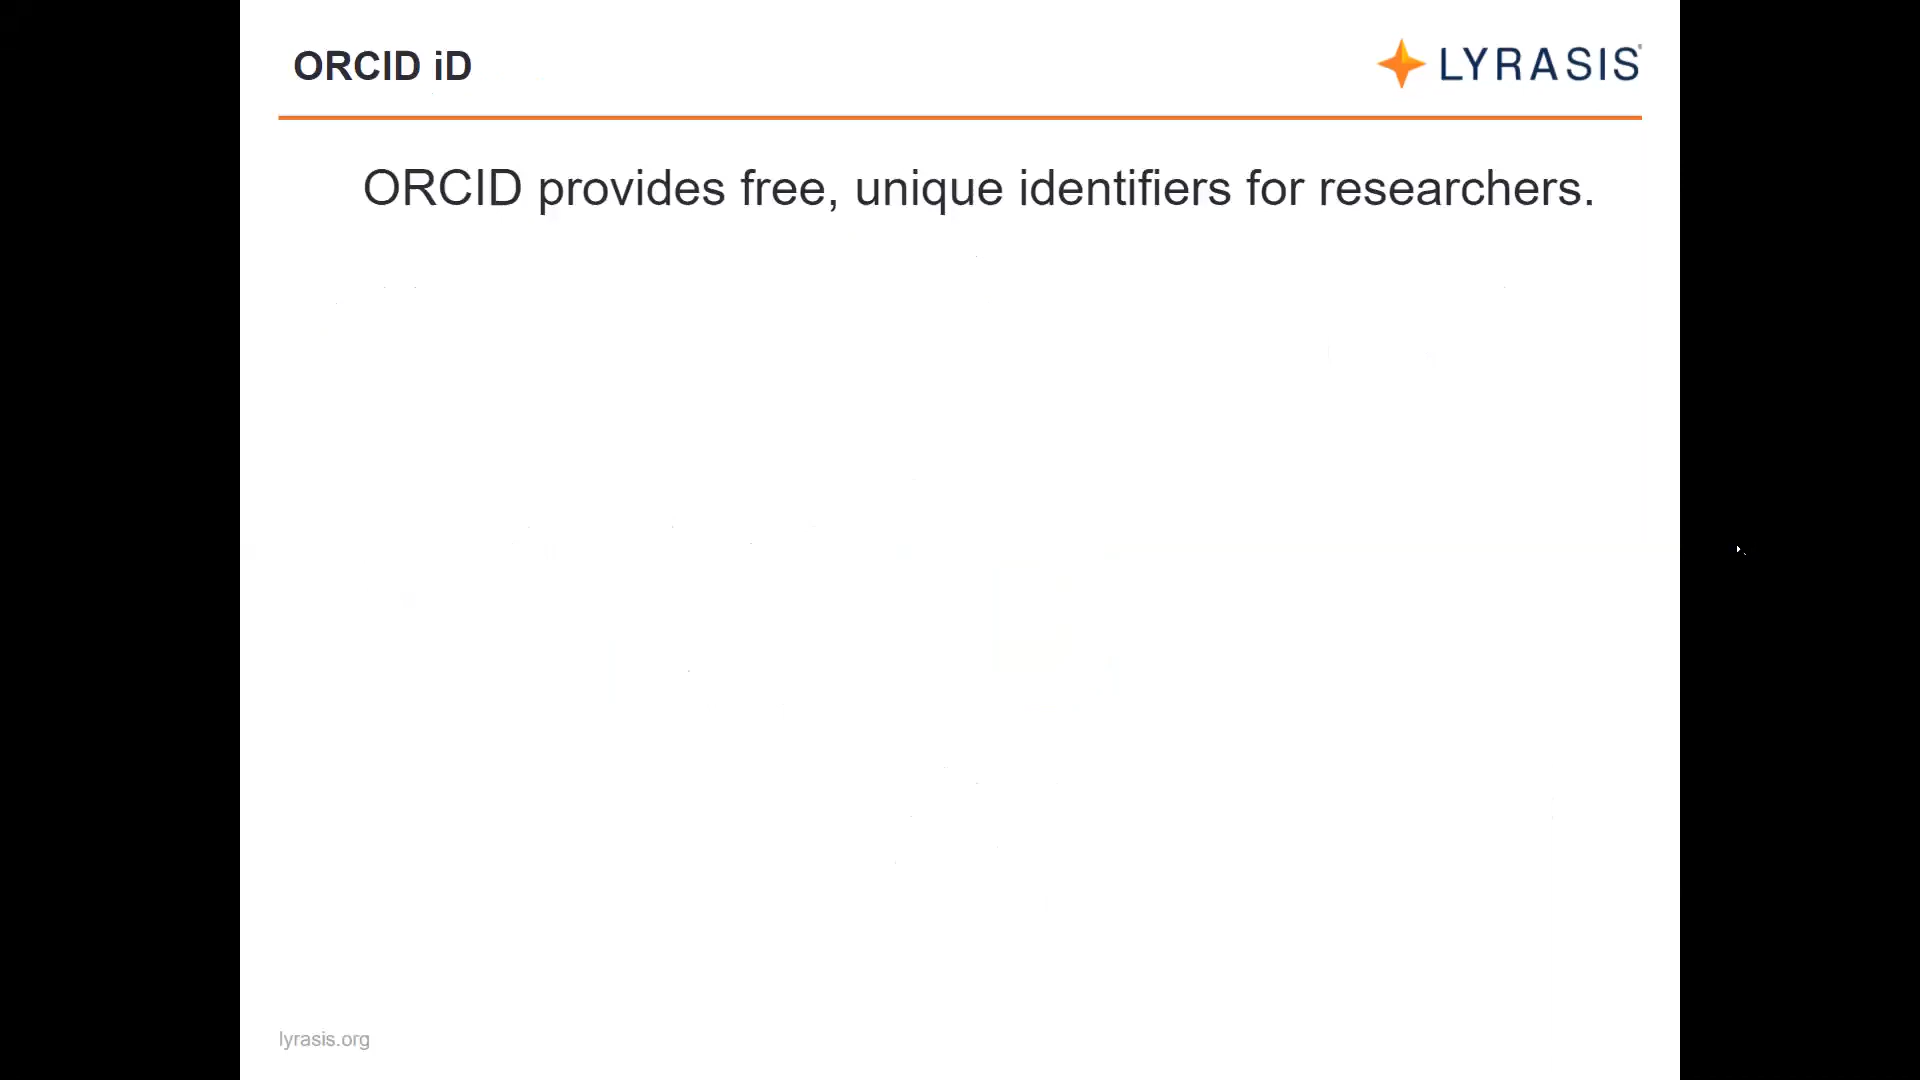 ORCID iD
LYRASIS
ORCID provides free, unique identifiers for researchers.
lyrasis.org